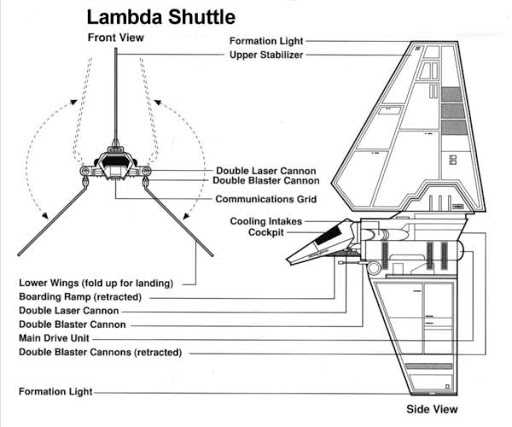 Lambda Shuttle
Front View
Formation Light
Upper Stabilizer
Double Laser Cannon
Double Blaster Cannon
Communications Grid
Cooling Intakes
Cockpit
Lower Wings (fold up for landing)
Boarding Ramp (retracted)
Double Laser Cannon
Double Blaster Cannon
Main Drive Unit
Double Blaster Cannons (retracted)
Formation Light
Side View